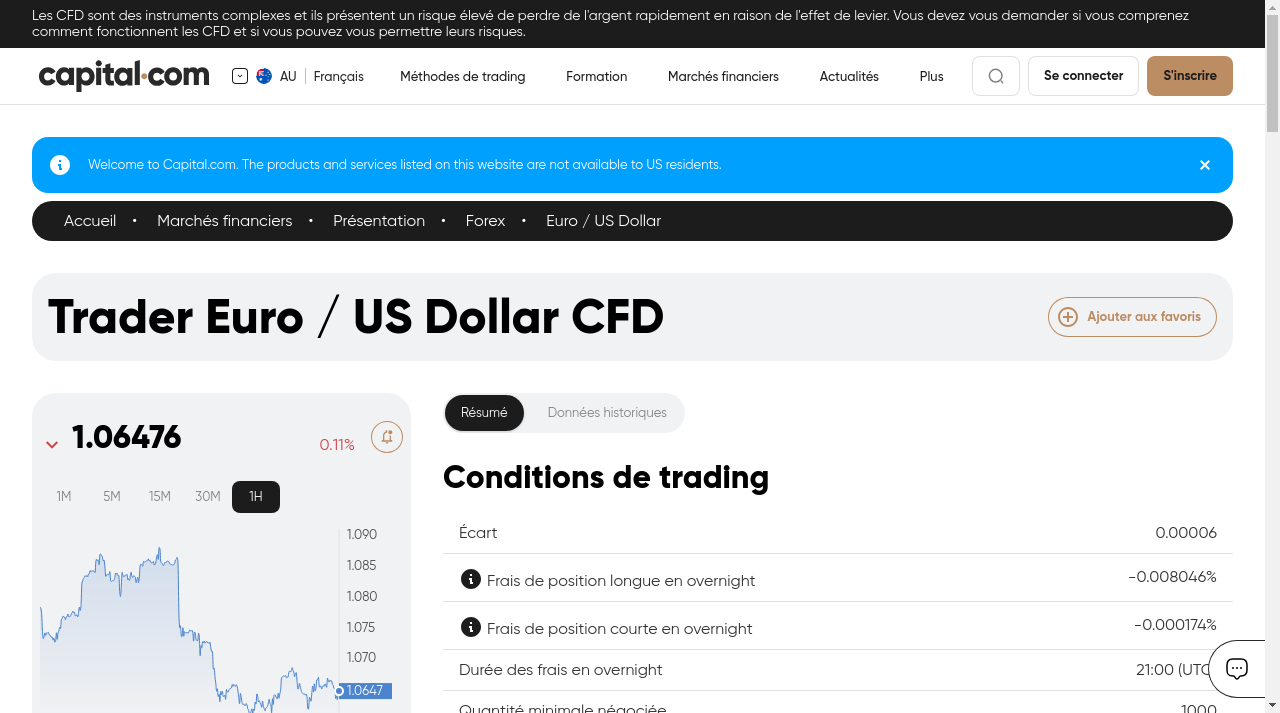 Les CFD sont des instruments complexes et ils présentent un risque élevé de perdre de l'argent rapidement en raison de l'effet de levier. Vous devez vous demander si vous comprenez
comment fonctionnent les CFD et si vous pouvez vous permettre leurs risques.
capital.com AU Français Méthodes de trading Formation Marchés financiers Actualités Plus Se connecter S'inscrire
Welcome to Capital.com. The products and services listed on this website are not available to US residents.
Accueil • Marchés financiers • Présentation • Forex • Euro / US Dollar
Trader Euro / US Dollar CFD
Ajouter aux favoris
1.06476 0.11%
1M 5M 15M 30M 1H
1.090
1.085
1.080
1.075
1.070
1.0647
Résumé Données historiques
Conditions de trading
Écart 0.00006
Frais de position longue en overnight -0.008046%
Frais de position courte en overnight -0.000174%
Durée des frais en overnight 21:00 (UTC
Quantité minimale négociée 1000